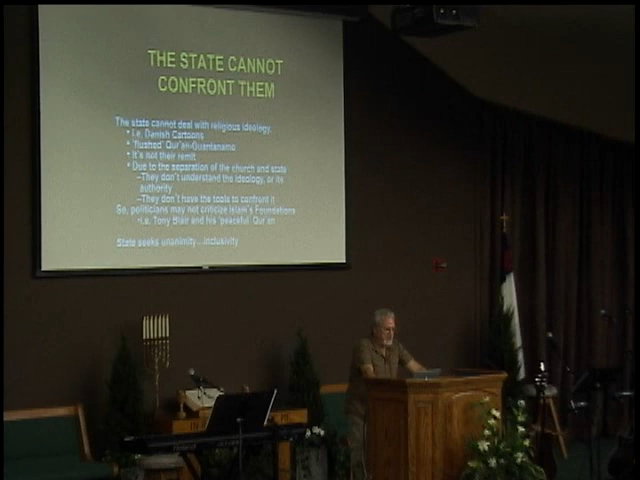 THE STATE CANNOT
CONFRONT THEM
The state cannot deal with religious ideology.
• i.e. Danish Cartoons
• 'flushed' Qur'an-Guantanamo
• It's not their remit
• Due to the separation of the church and state
–They don't understand the ideology, or its
authority
–They don't have the tools to confront it
So, politicians may not criticize Islam's Foundations
•i.e. Tony Blair and his 'peaceful' Qur'an
State seeks unanimity...inclusivity